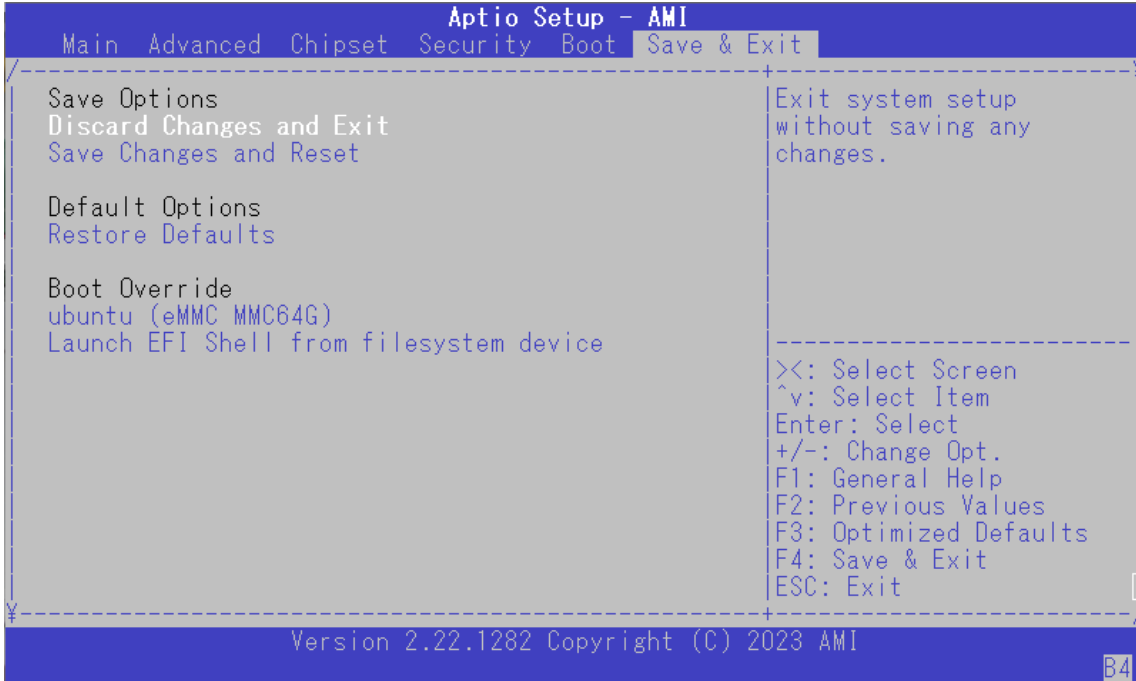 Aptio Setup - AMI
Main Advanced Chipset Security Boot Save & Exit
Save Options
Discard Changes and Exit
Save Changes and Reset
Default Options
Restore Defaults
Boot Override
ubuntu (eMMC MMC64G)
Launch EFI Shell from filesystem device
Exit system setup
without saving any
changes.
><: Select Screen
^v: Select Item
Enter: Select
+/-: Change Opt.
F1: General Help
F2: Previous Values
F3: Optimized Defaults
F4: Save & Exit
ESC: Exit
Version 2.22.1282 Copyright (C) 2023 AMI
B4